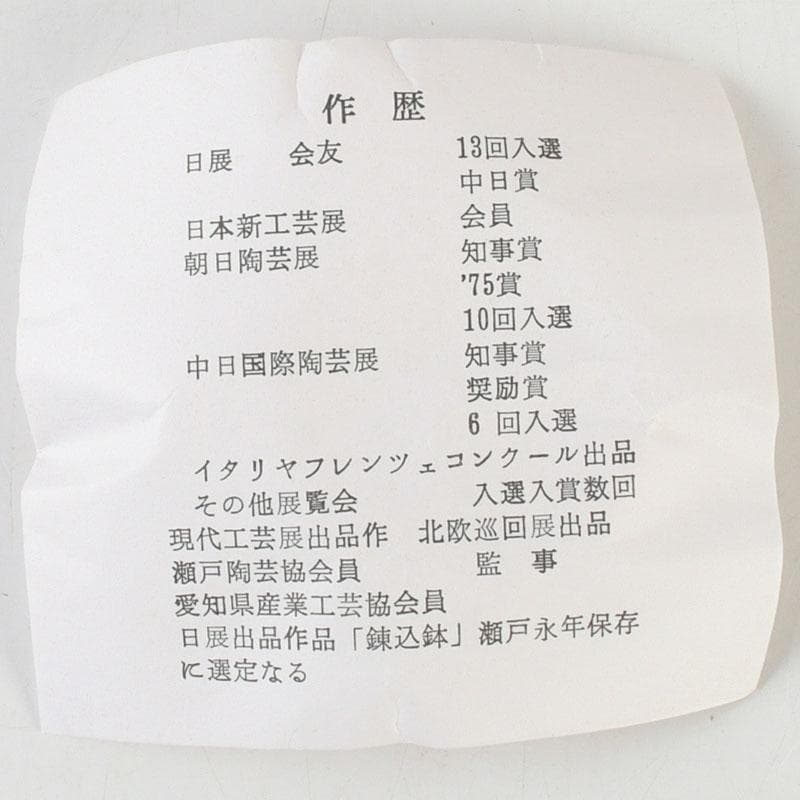 作 歴
日展 会友 13回入選
中日賞
日本新工芸展 会員
朝日陶芸展 知事賞
'75賞
10回入選
中日国際陶芸展 知事賞
奨励賞
6 回入選
イタリヤフレンツェコンクール出品
その他展覧会 入選入賞数回
現代工芸展出品作 北欧巡回展出品
瀬戸陶芸協会員 監 事
愛知県産業工芸協会員
日展出品作品「錬込鉢」瀬戸永年保存
に選定なる